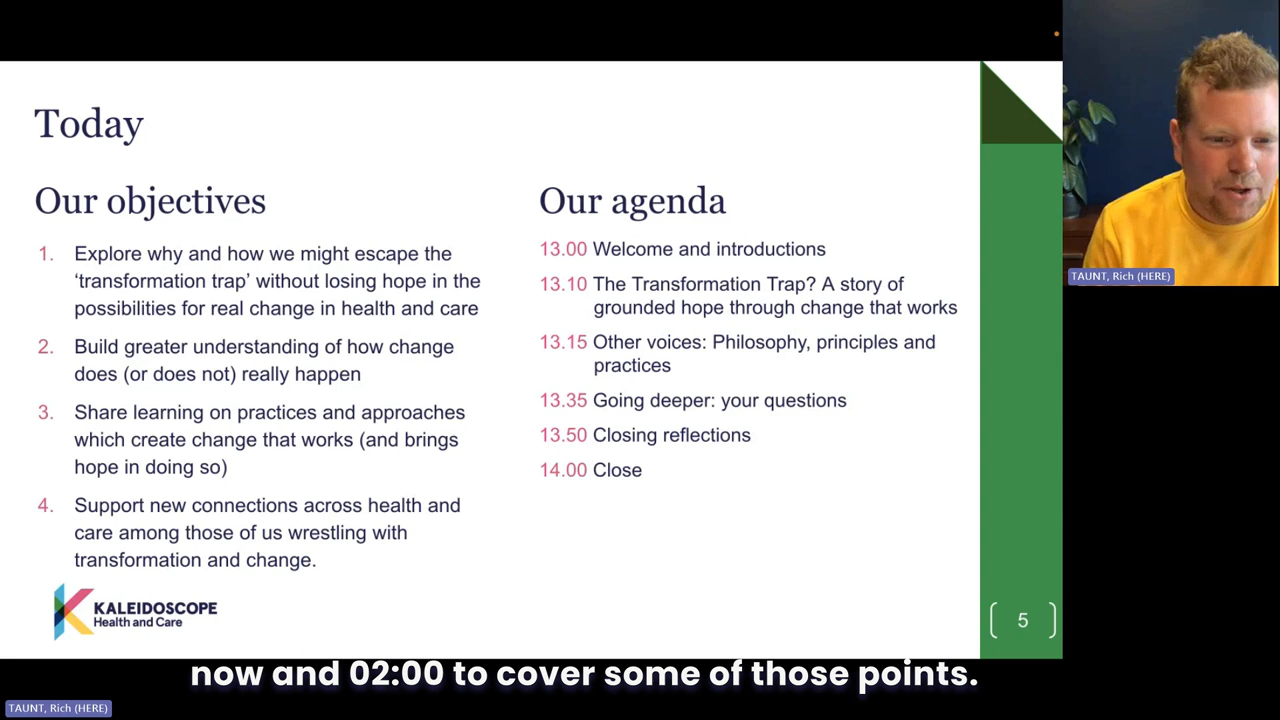 Today
Our objectives
1. Explore why and how we might escape the
‘transformation trap’ without losing hope in the
possibilities for real change in health and care
2. Build greater understanding of how change
does (or does not) really happen
3. Share learning on practices and approaches
which create change that works (and brings
hope in doing so)
4. Support new connections across health and
care among those of us wrestling with
transformation and change.
Our agenda
13.00 Welcome and introductions
13.10 The Transformation Trap? A story of
grounded hope through change that works
13.15 Other voices: Philosophy, principles and
practices
13.35 Going deeper: your questions
13.50 Closing reflections
14.00 Close
KALEIDOSCOPE
Health and Care
5
TAUNT, Rich (HERE)
now and 02:00 to cover some of those points.
TAUNT, Rich (HERE)